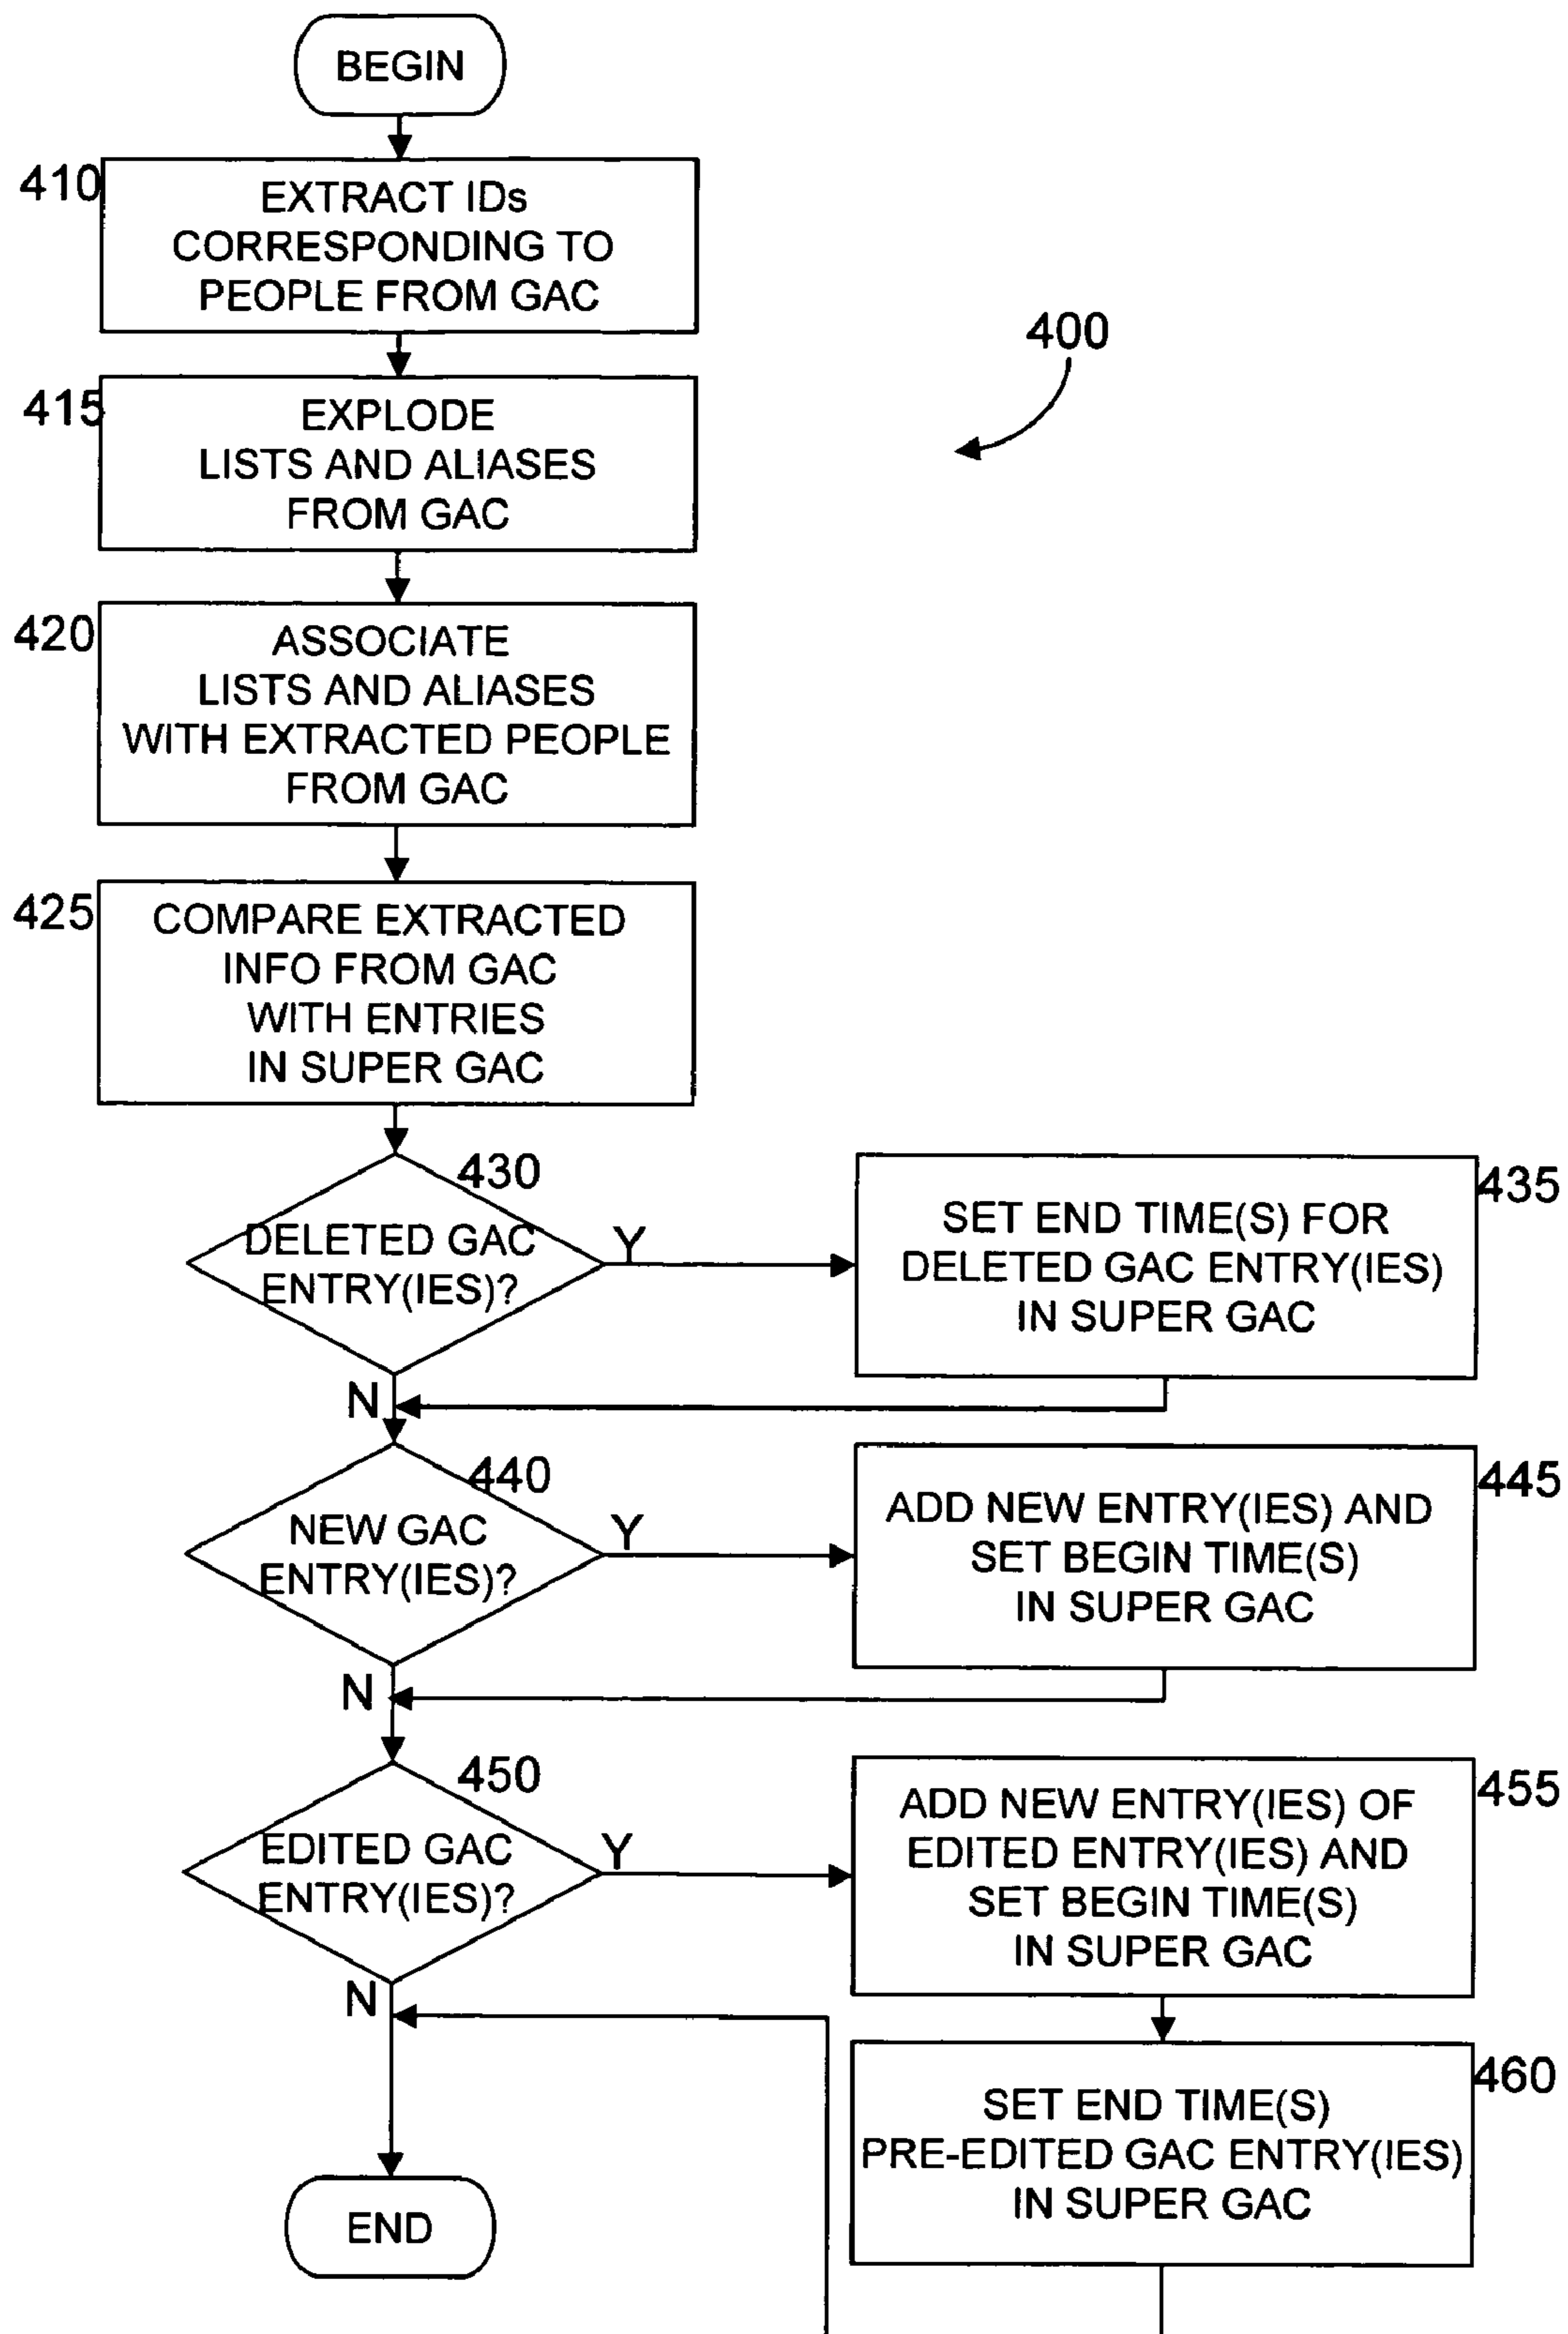 BEGIN
410
EXTRACT IDs
CORRESPONDING TO
PEOPLE FROM GAC
400
415
EXPLODE
LISTS AND ALIASES
FROM GAC
420
ASSOCIATE
LISTS AND ALIASES
WITH EXTRACTED PEOPLE
FROM GAC
425
COMPARE EXTRACTED
INFO FROM GAC
WITH ENTRIES
IN SUPER GAC
430
DELETED GAC
ENTRY(IES)?
Y
N
435
SET END TIME(S) FOR
DELETED GAC ENTRY(IES)
IN SUPER GAC
440
NEW GAC
ENTRY(IES)?
Y
N
445
ADD NEW ENTRY(IES) AND
SET BEGIN TIME(S)
IN SUPER GAC
450
EDITED GAC
ENTRY(IES)?
Y
N
455
ADD NEW ENTRY(IES) OF
EDITED ENTRY(IES) AND
SET BEGIN TIME(S)
IN SUPER GAC
460
SET END TIME(S)
PRE-EDITED GAC ENTRY(IES)
IN SUPER GAC
END